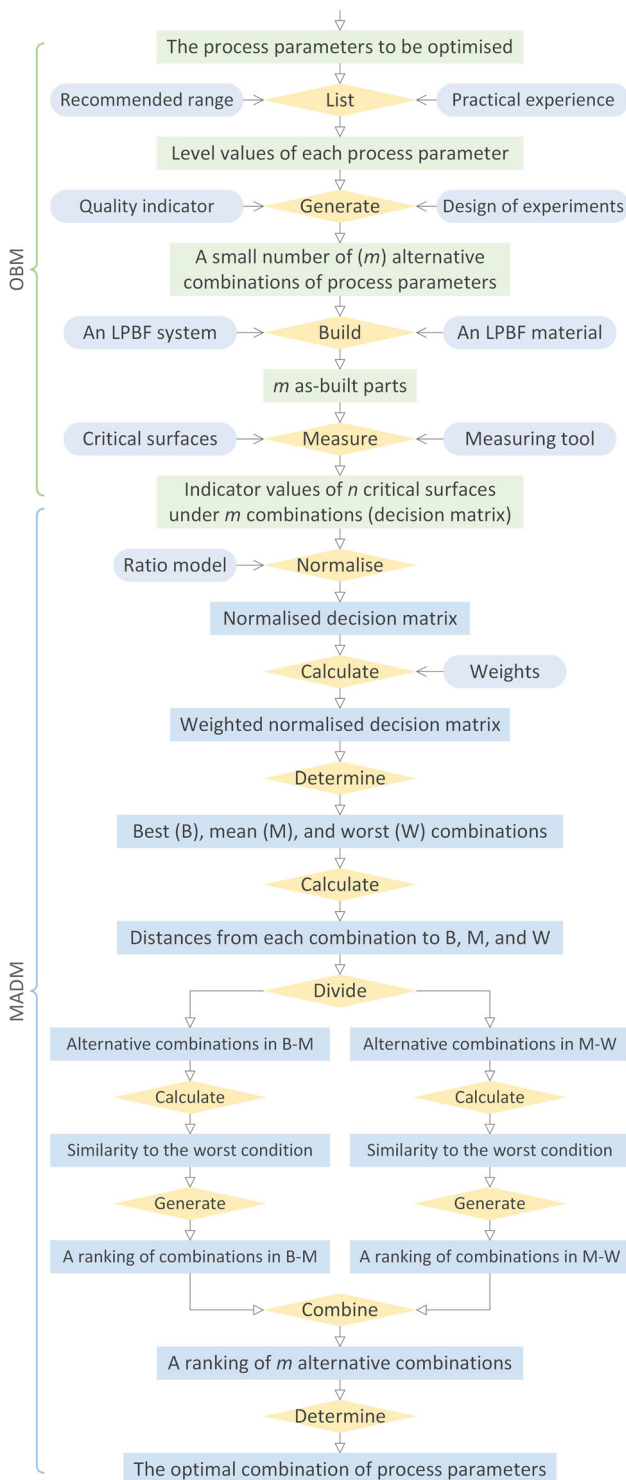 The process parameters to be optimised
Recommended range
List
Practical experience
Level values of each process parameter
Quality indicator
Generate
Design of experiments
A small number of (m) alternative
combinations of process parameters
An LPBF system
Build
An LPBF material
m as-built parts
Critical surfaces
Measure
Measuring tool
Indicator values of n critical surfaces
under m combinations (decision matrix)
OBM
Ratio model
Normalise
Normalised decision matrix
Calculate
Weights
Weighted normalised decision matrix
Determine
Best (B), mean (M), and worst (W) combinations
Calculate
Distances from each combination to B, M, and W
Divide
Alternative combinations in B-M
Alternative combinations in M-W
Calculate
Calculate
Similarity to the worst condition
Similarity to the worst condition
Generate
Generate
A ranking of combinations in B-M
A ranking of combinations in M-W
Combine
A ranking of m alternative combinations
Determine
The optimal combination of process parameters
MADM